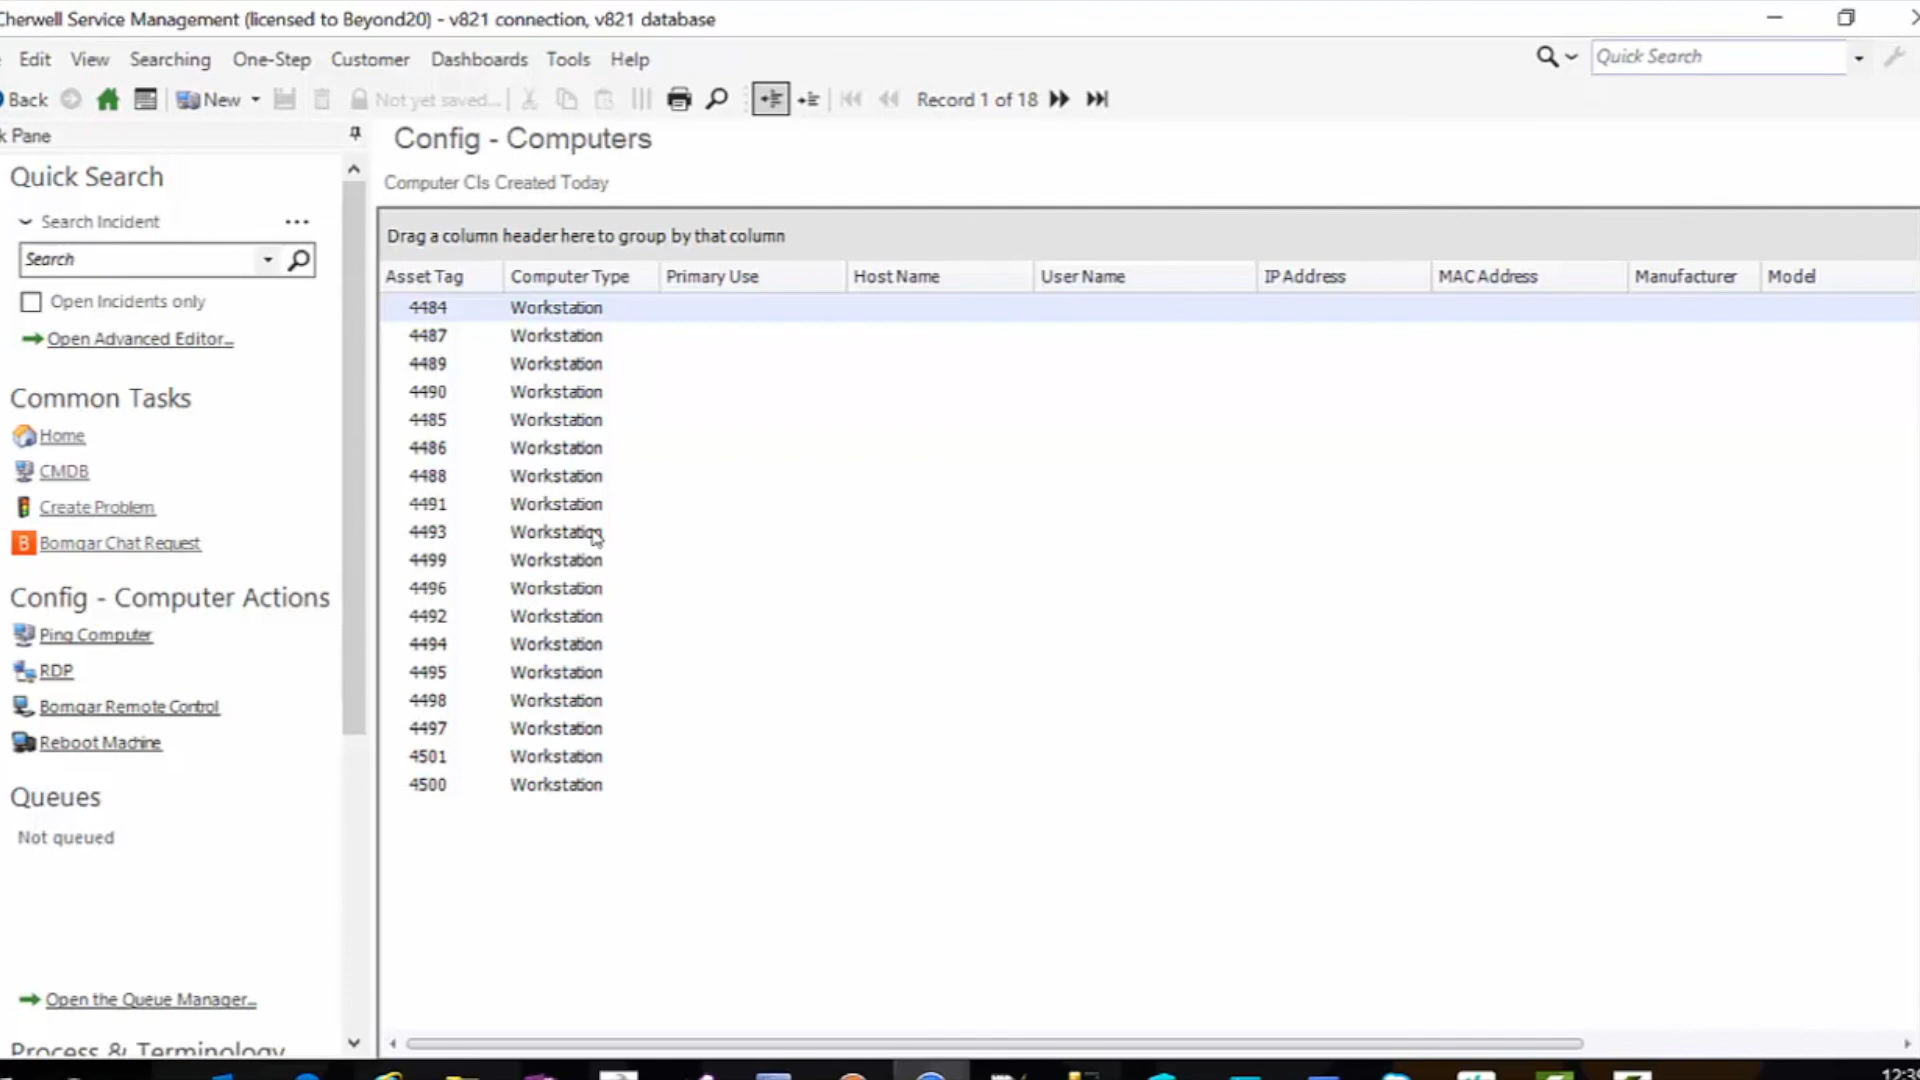 Cherwell Service Management (licensed to Beyond20) - v821 connection, v821 database
Edit View Searching One-Step Customer Dashboards Tools Help
Quick Search
Back New Not yet saved... Record 1 of 18
Pane
Quick Search
Search Incident
Search
Open Incidents only
Open Advanced Editor...
Common Tasks
Home
CMDB
Create Problem
B Bomgar Chat Request
Config - Computer Actions
Ping Computer
RDP
Bomgar Remote Control
Reboot Machine
Queues
Not queued
Open the Queue Manager...
Process & Terminology
Config - Computers
Computer CIs Created Today
Drag a column header here to group by that column
Asset Tag Computer Type Primary Use Host Name User Name IP Address MAC Address Manufacturer Model
4484 Workstation
4487 Workstation
4489 Workstation
4490 Workstation
4485 Workstation
4486 Workstation
4488 Workstation
4491 Workstation
4493 Workstation
4499 Workstation
4496 Workstation
4492 Workstation
4494 Workstation
4495 Workstation
4498 Workstation
4497 Workstation
4501 Workstation
4500 Workstation